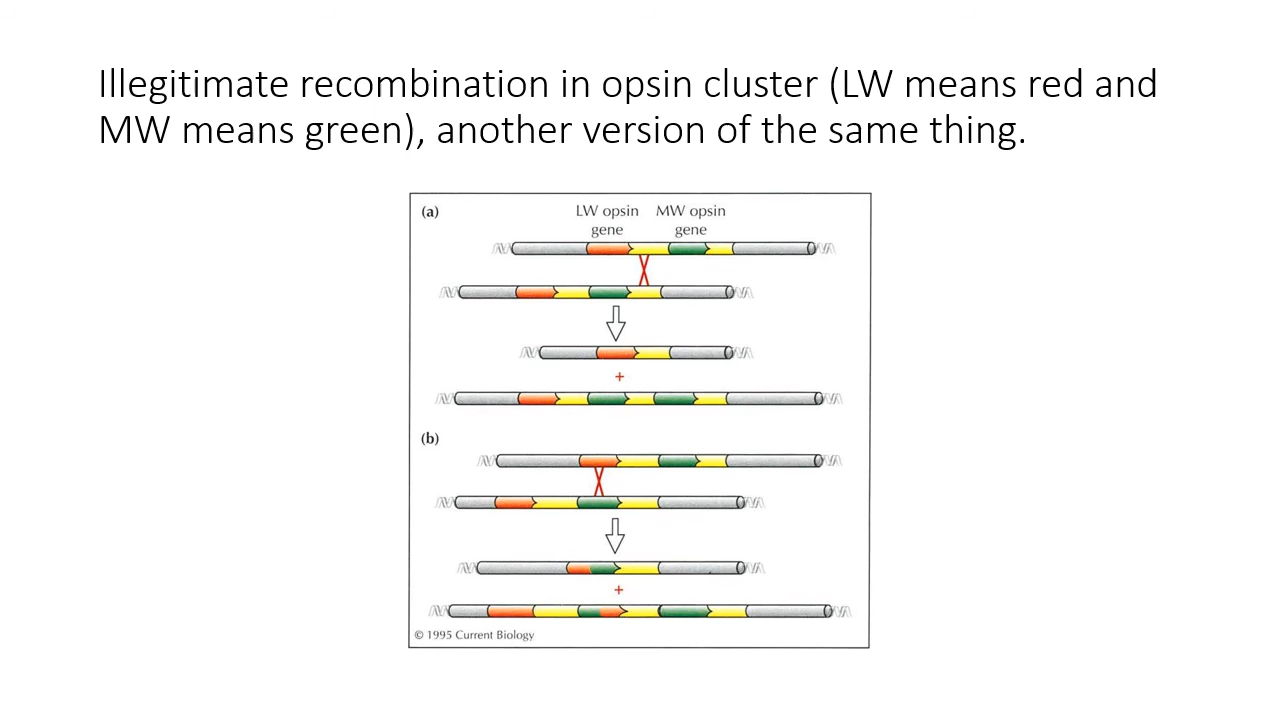 Illegitimate recombination in opsin cluster (LW means red and
MW means green), another version of the same thing.
(a)
LW opsin gene
MW opsin gene
+
(b)
+
© 1995 Current Biology